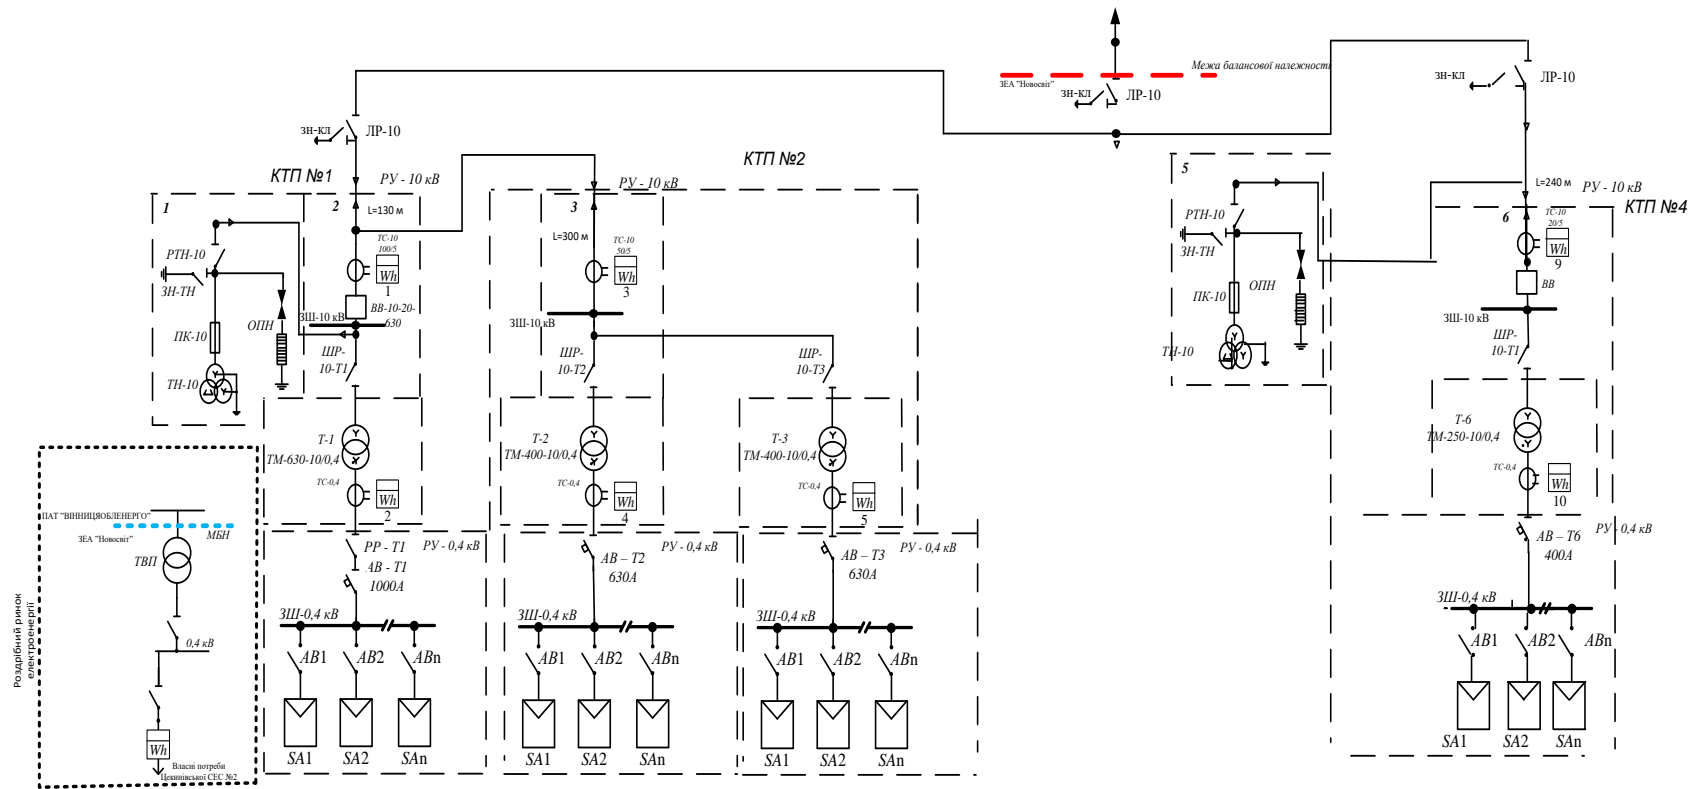 Межа балансової належності
ЗЕА "Новосвіт"
зн-кл
ЛР-10
зн-кл
ЛР-10
зн-кл
ЛР-10
КТП №1
РУ - 10 кВ
1
2
L=130 м
РТН-10
ЗН-ТН
ПК-10
ТН-10
ОПН
ТС-10
100/5
Wh
1
ВВ-10-20-
630
ЗШ-10 кВ
ШР-
10-Т1
Т-1
ТМ-630-10/0,4
ТС-0,4
Wh
2
РР - Т1
РУ - 0,4 кВ
АВ - Т1
1000А
ЗШ-0,4 кВ
АВ1
АВ2
АВn
SA1
SA2
SAn
КТП №2
РУ - 10 кВ
3
L=300 м
ТС-10
50/5
Wh
3
ЗШ-10 кВ
ШР-
10-Т2
ШР-
10-Т3
Т-2
ТМ-400-10/0,4
ТС-0,4
Wh
4
РУ - 0,4 кВ
АВ – Т2
630А
ЗШ-0,4 кВ
АВ1
АВ2
АВn
SA1
SA2
SAn
Т-3
ТМ-400-10/0,4
ТС-0,4
Wh
5
РУ - 0,4 кВ
АВ – Т3
630А
ЗШ-0,4 кВ
АВ1
АВ2
АВn
SA1
SA2
SAn
5
РТН-10
ЗН-ТН
ПК-10
ОПН
ТН-10
L=240 м
РУ - 10 кВ
КТП №4
6
ТС-10
20/5
Wh
9
ВВ
ЗШ-10 кВ
ШР-
10-Т1
Т-6
ТМ-250-10/0,4
ТС-0,4
Wh
10
РУ - 0,4 кВ
АВ – Т6
400А
ЗШ-0,4 кВ
АВ1
АВ2
АВn
SA1
SA2
SAn
Роздрібний ринок
електроенергії
ПАТ "ВІННИЦЯОБЛЕНЕРГО"
МБН
ЗЕА "Новосвіт"
ТВП
0,4 кВ
Wh
Власні потреби
Цекинівської СЕС №2